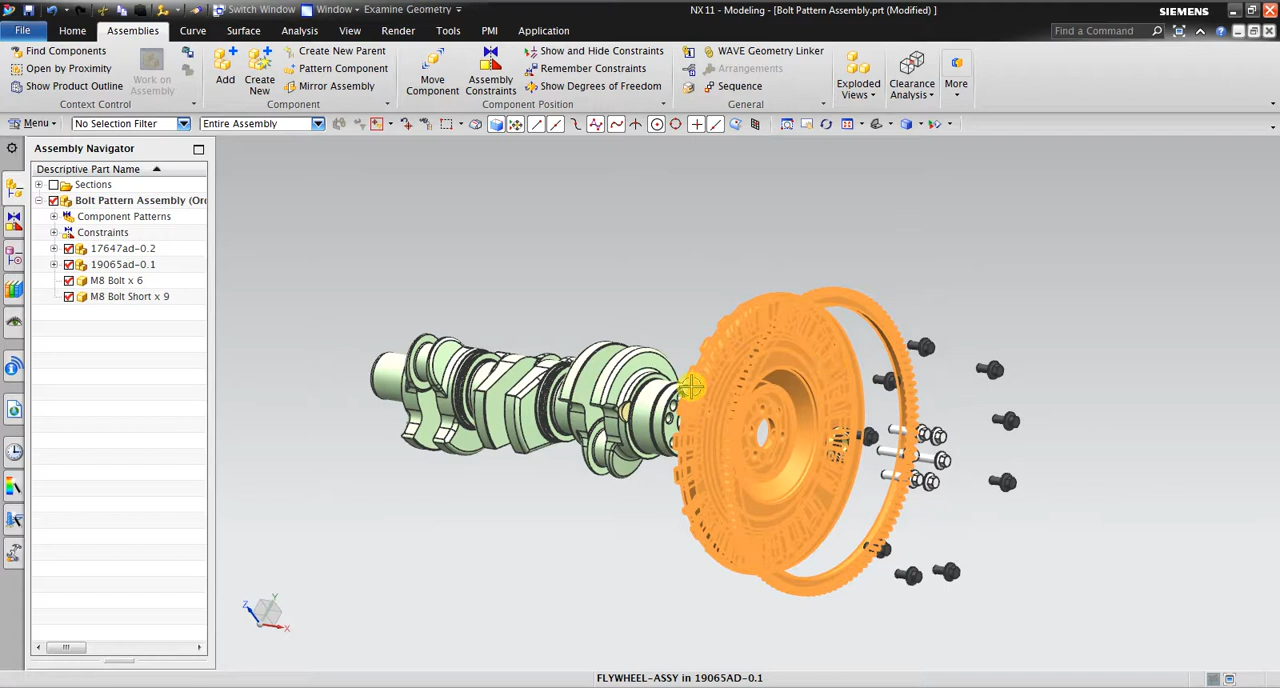 Switch Window Window Examine Geometry
NX 11 - Modeling - [Bolt Pattern Assembly.prt (Modified) ]
SIEMENS
File Home Assemblies Curve Surface Analysis View Render Tools PMI Application
Find a Command
Find Components
Open by Proximity
Show Product Outline
Work on Assembly
Context Control
Add
Create New
Create New Parent
Pattern Component
Mirror Assembly
Component
Move Component
Assembly Constraints
Show and Hide Constraints
Remember Constraints
Show Degrees of Freedom
Component Position
WAVE Geometry Linker
Arrangements
Sequence
General
Exploded Views
Clearance Analysis
More
Menu No Selection Filter Entire Assembly
Assembly Navigator
Descriptive Part Name
Sections
Bolt Pattern Assembly (Ord
Component Patterns
Constraints
17647ad-0.2
19065ad-0.1
M8 Bolt x 6
M8 Bolt Short x 9
Z Y X
FLYWHEEL-ASSY in 19065AD-0.1